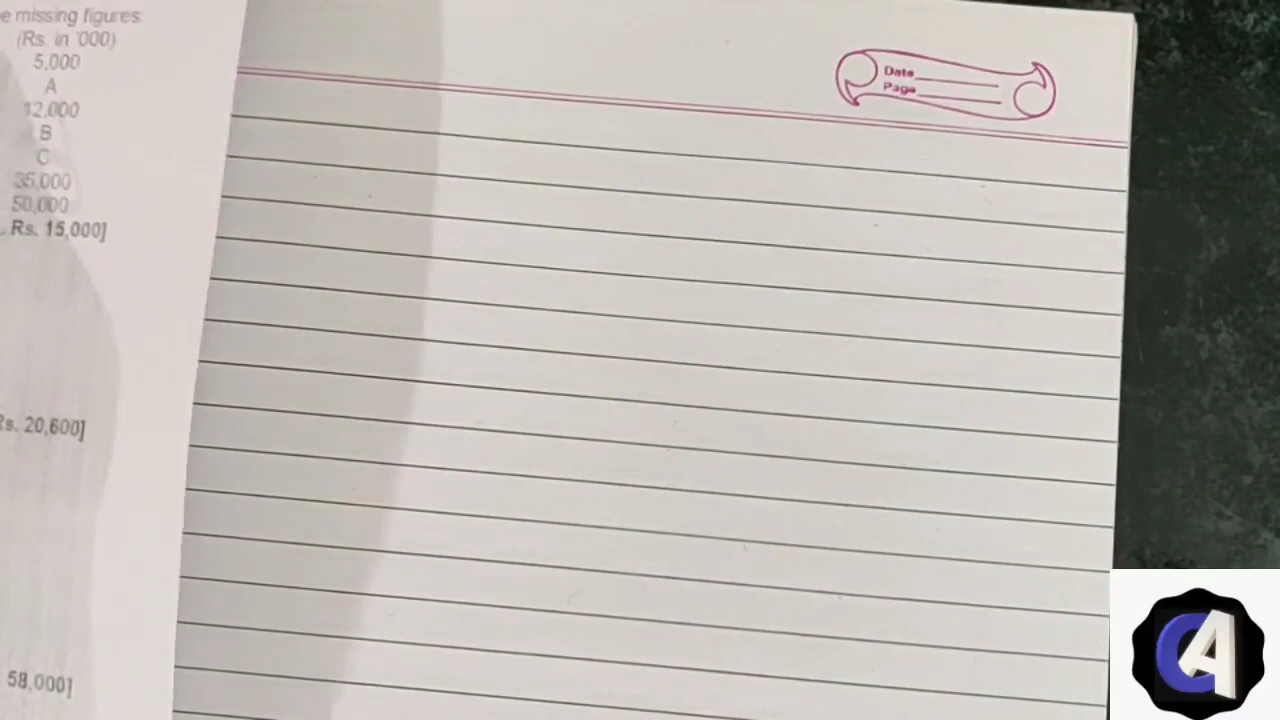 e missing figures:
(Rs. in '000)
5,000
A
12,000
B
C
35,000
50,000
. Rs. 15,000]
Rs. 20,600]
58,000]
Date
Page
CA